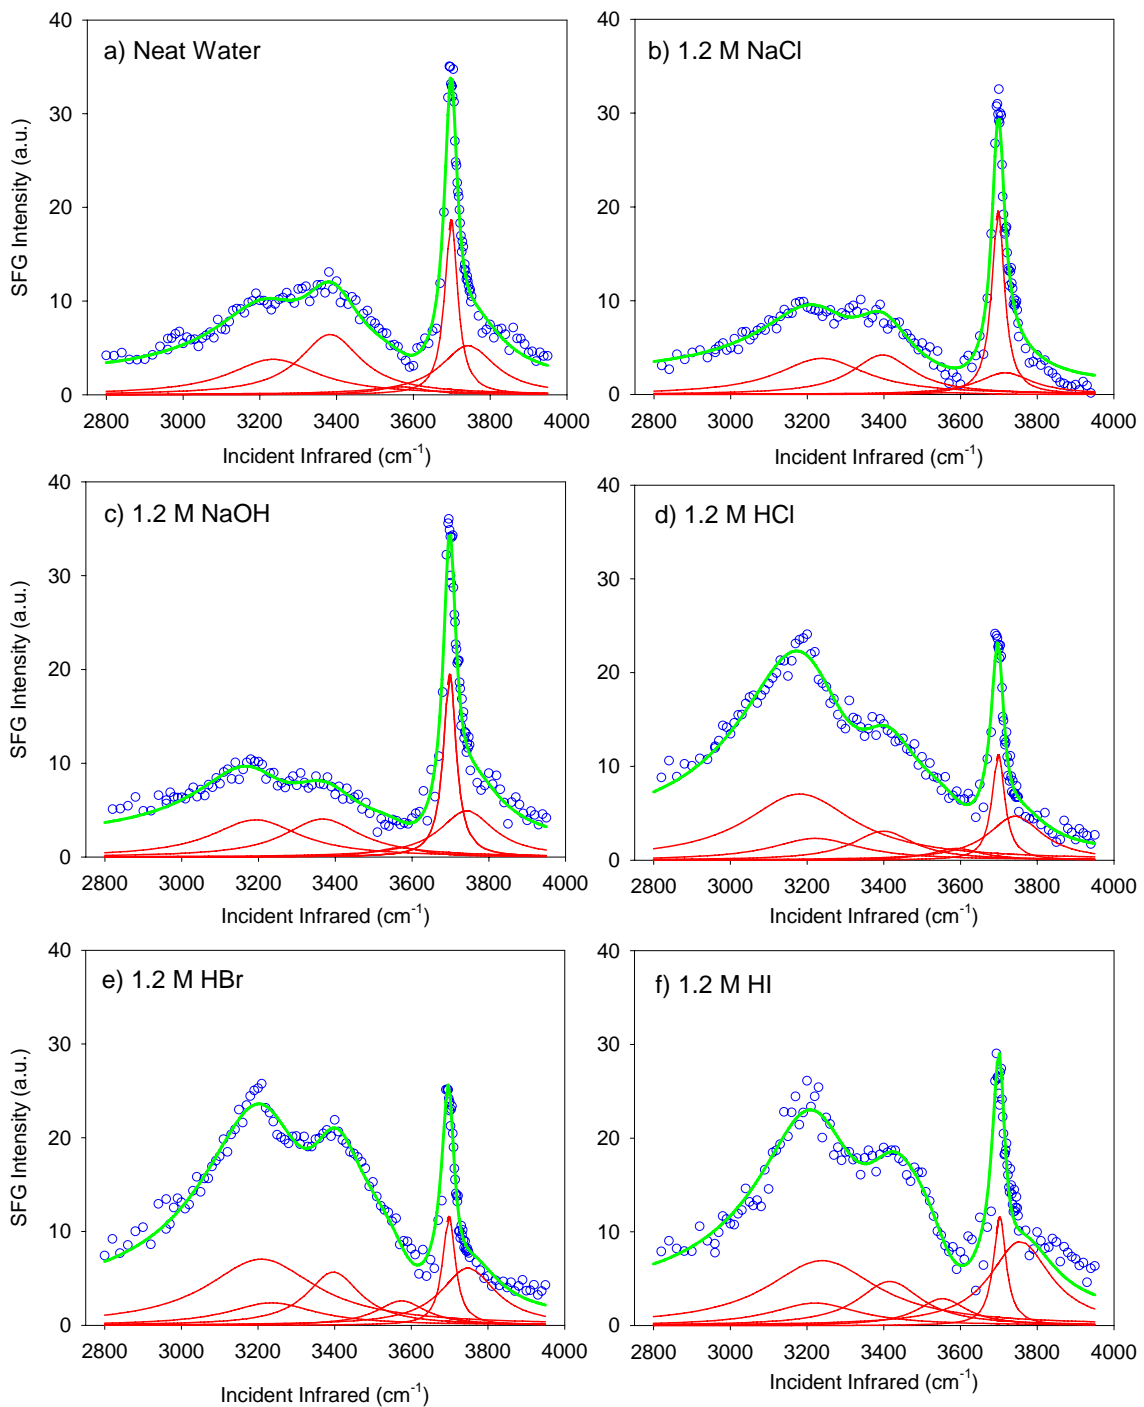 a) Neat Water
40
30
20
10
0
SFG Intensity (a.u.)
2800 3000 3200 3400 3600 3800 4000
Incident Infrared (cm⁻¹)
b) 1.2 M NaCl
40
30
20
10
0
2800 3000 3200 3400 3600 3800 4000
Incident Infrared (cm⁻¹)
c) 1.2 M NaOH
40
30
20
10
0
SFG Intensity (a.u.)
2800 3000 3200 3400 3600 3800 4000
Incident Infrared (cm⁻¹)
d) 1.2 M HCl
40
30
20
10
0
2800 3000 3200 3400 3600 3800 4000
Incident Infrared (cm⁻¹)
e) 1.2 M HBr
40
30
20
10
0
SFG Intensity (a.u.)
2800 3000 3200 3400 3600 3800 4000
Incident Infrared (cm⁻¹)
f) 1.2 M HI
40
30
20
10
0
2800 3000 3200 3400 3600 3800 4000
Incident Infrared (cm⁻¹)